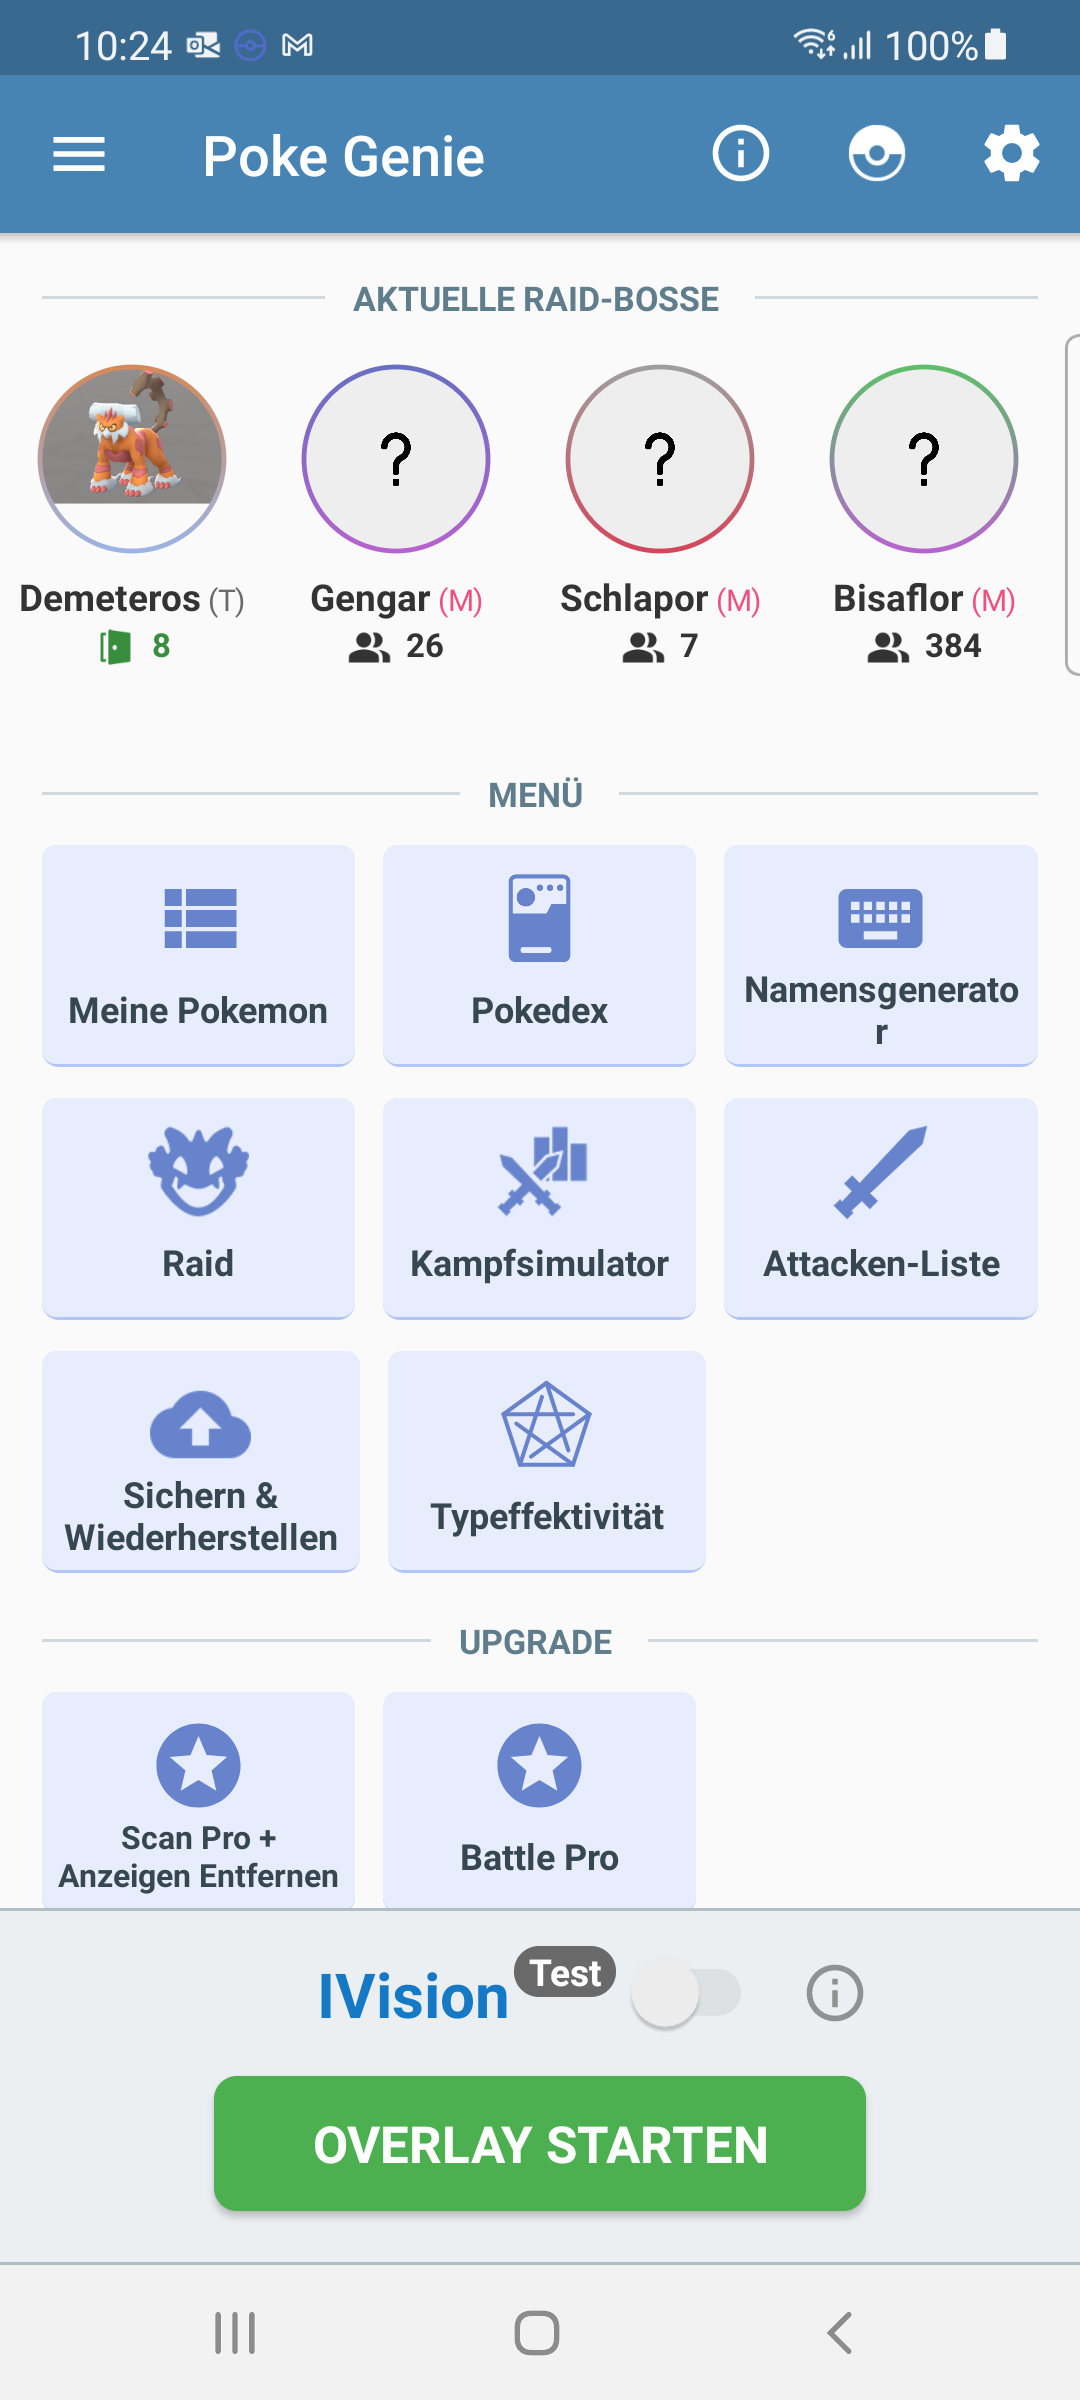 10:24
100%
Poke Genie
AKTUELLE RAID-BOSSE
? ? ?
Demeteros (T) Gengar (M) Schlapor (M) Bisaflor (M)
8 26 7 384
MENÜ
Meine Pokemon
Pokedex
Namensgenerato
r
Raid
Kampfsimulator
Attacken-Liste
Sichern &
Wiederherstellen
Typeffektivität
UPGRADE
Scan Pro +
Anzeigen Entfernen
Battle Pro
IVision Test
OVERLAY STARTEN